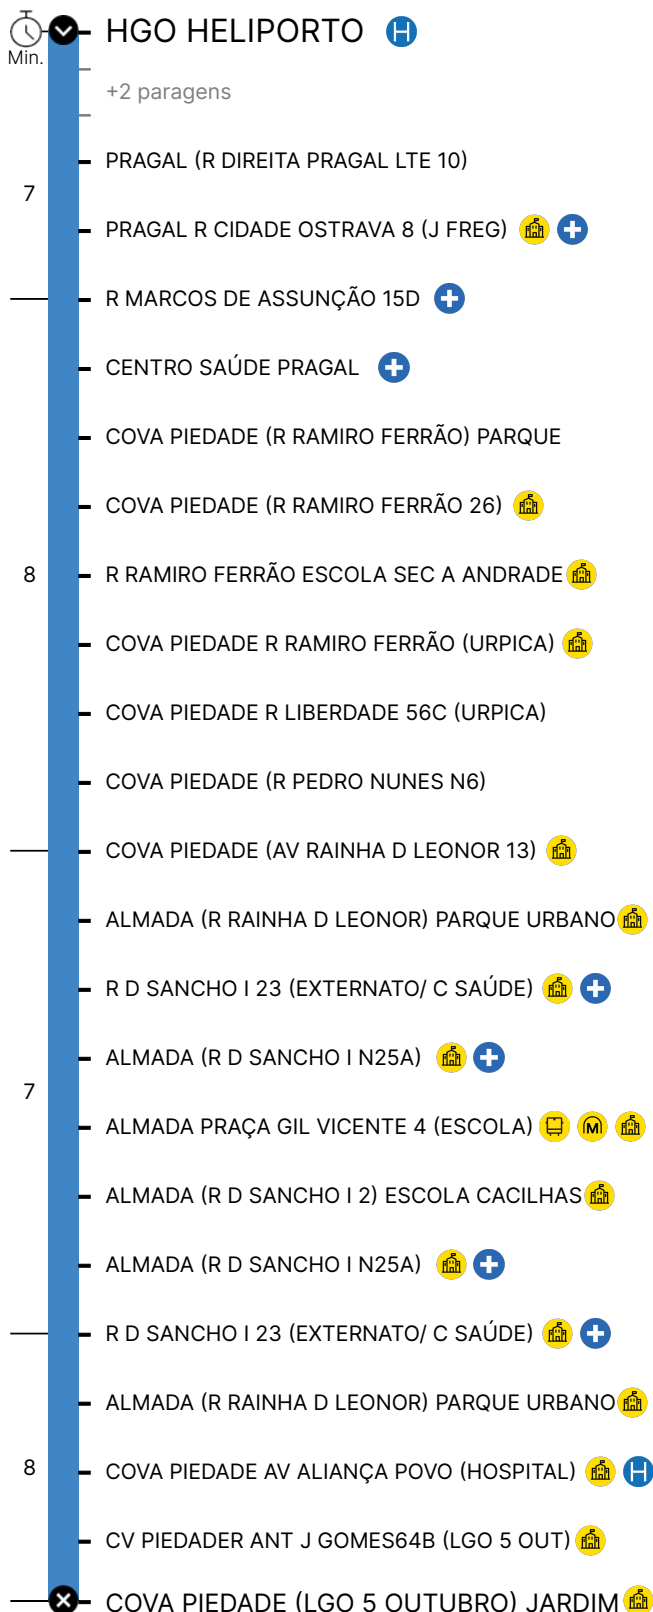 HGO HELIPORTO H
Min.
+2 paragens
PRAGAL (R DIREITA PRAGAL LTE 10)
7
PRAGAL R CIDADE OSTRAVA 8 (J FREG)
R MARCOS DE ASSUNÇÃO 15D
CENTRO SAÚDE PRAGAL
COVA PIEDADE (R RAMIRO FERRÃO) PARQUE
COVA PIEDADE (R RAMIRO FERRÃO 26)
8
R RAMIRO FERRÃO ESCOLA SEC A ANDRADE
COVA PIEDADE R RAMIRO FERRÃO (URPICA)
COVA PIEDADE R LIBERDADE 56C (URPICA)
COVA PIEDADE (R PEDRO NUNES N6)
COVA PIEDADE (AV RAINHA D LEONOR 13)
ALMADA (R RAINHA D LEONOR) PARQUE URBANO
R D SANCHO I 23 (EXTERNATO/ C SAÚDE)
ALMADA (R D SANCHO I N25A)
7
ALMADA PRAÇA GIL VICENTE 4 (ESCOLA) M
ALMADA (R D SANCHO I 2) ESCOLA CACILHAS
ALMADA (R D SANCHO I N25A)
R D SANCHO I 23 (EXTERNATO/ C SAÚDE)
ALMADA (R RAINHA D LEONOR) PARQUE URBANO
8
COVA PIEDADE AV ALIANÇA POVO (HOSPITAL) H
CV PIEDADER ANT J GOMES64B (LGO 5 OUT)
COVA PIEDADE (LGO 5 OUTUBRO) JARDIM